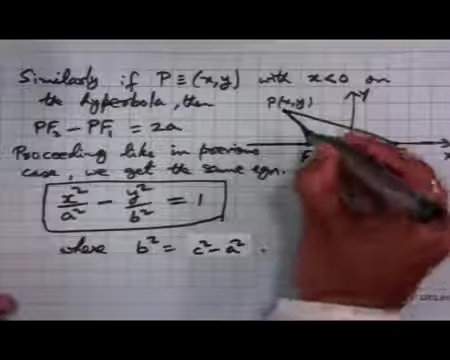 Similarly if P ≡ (x,y) with x<0 on
the hyperbola, then
P(x,y)
y
PF₂ - PF₁ = 2a
Proceeding like in previous
x
F
case, we get the same eqn.
x²/a² - y²/b² = 1
where b² = c² - a².